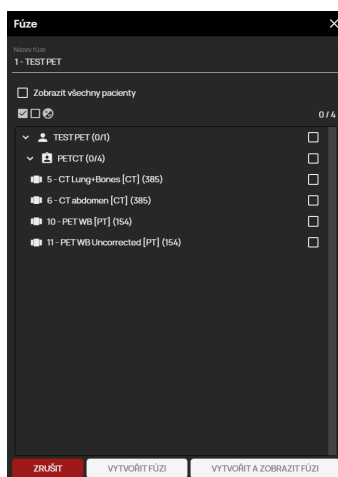 Fúze
Název fúze
1 - TEST PET
Zobrazit všechny pacienty
0 / 4
TEST PET (0/1)
PETCT (0/4)
5 - CT Lung+Bones [CT] (385)
6 - CT abdomen [CT] (385)
10 - PET WB [PT] (154)
11 - PET WB Uncorrected [PT] (154)
ZRUŠIT VYTVOŘIT FÚZI VYTVOŘIT A ZOBRAZIT FÚZI